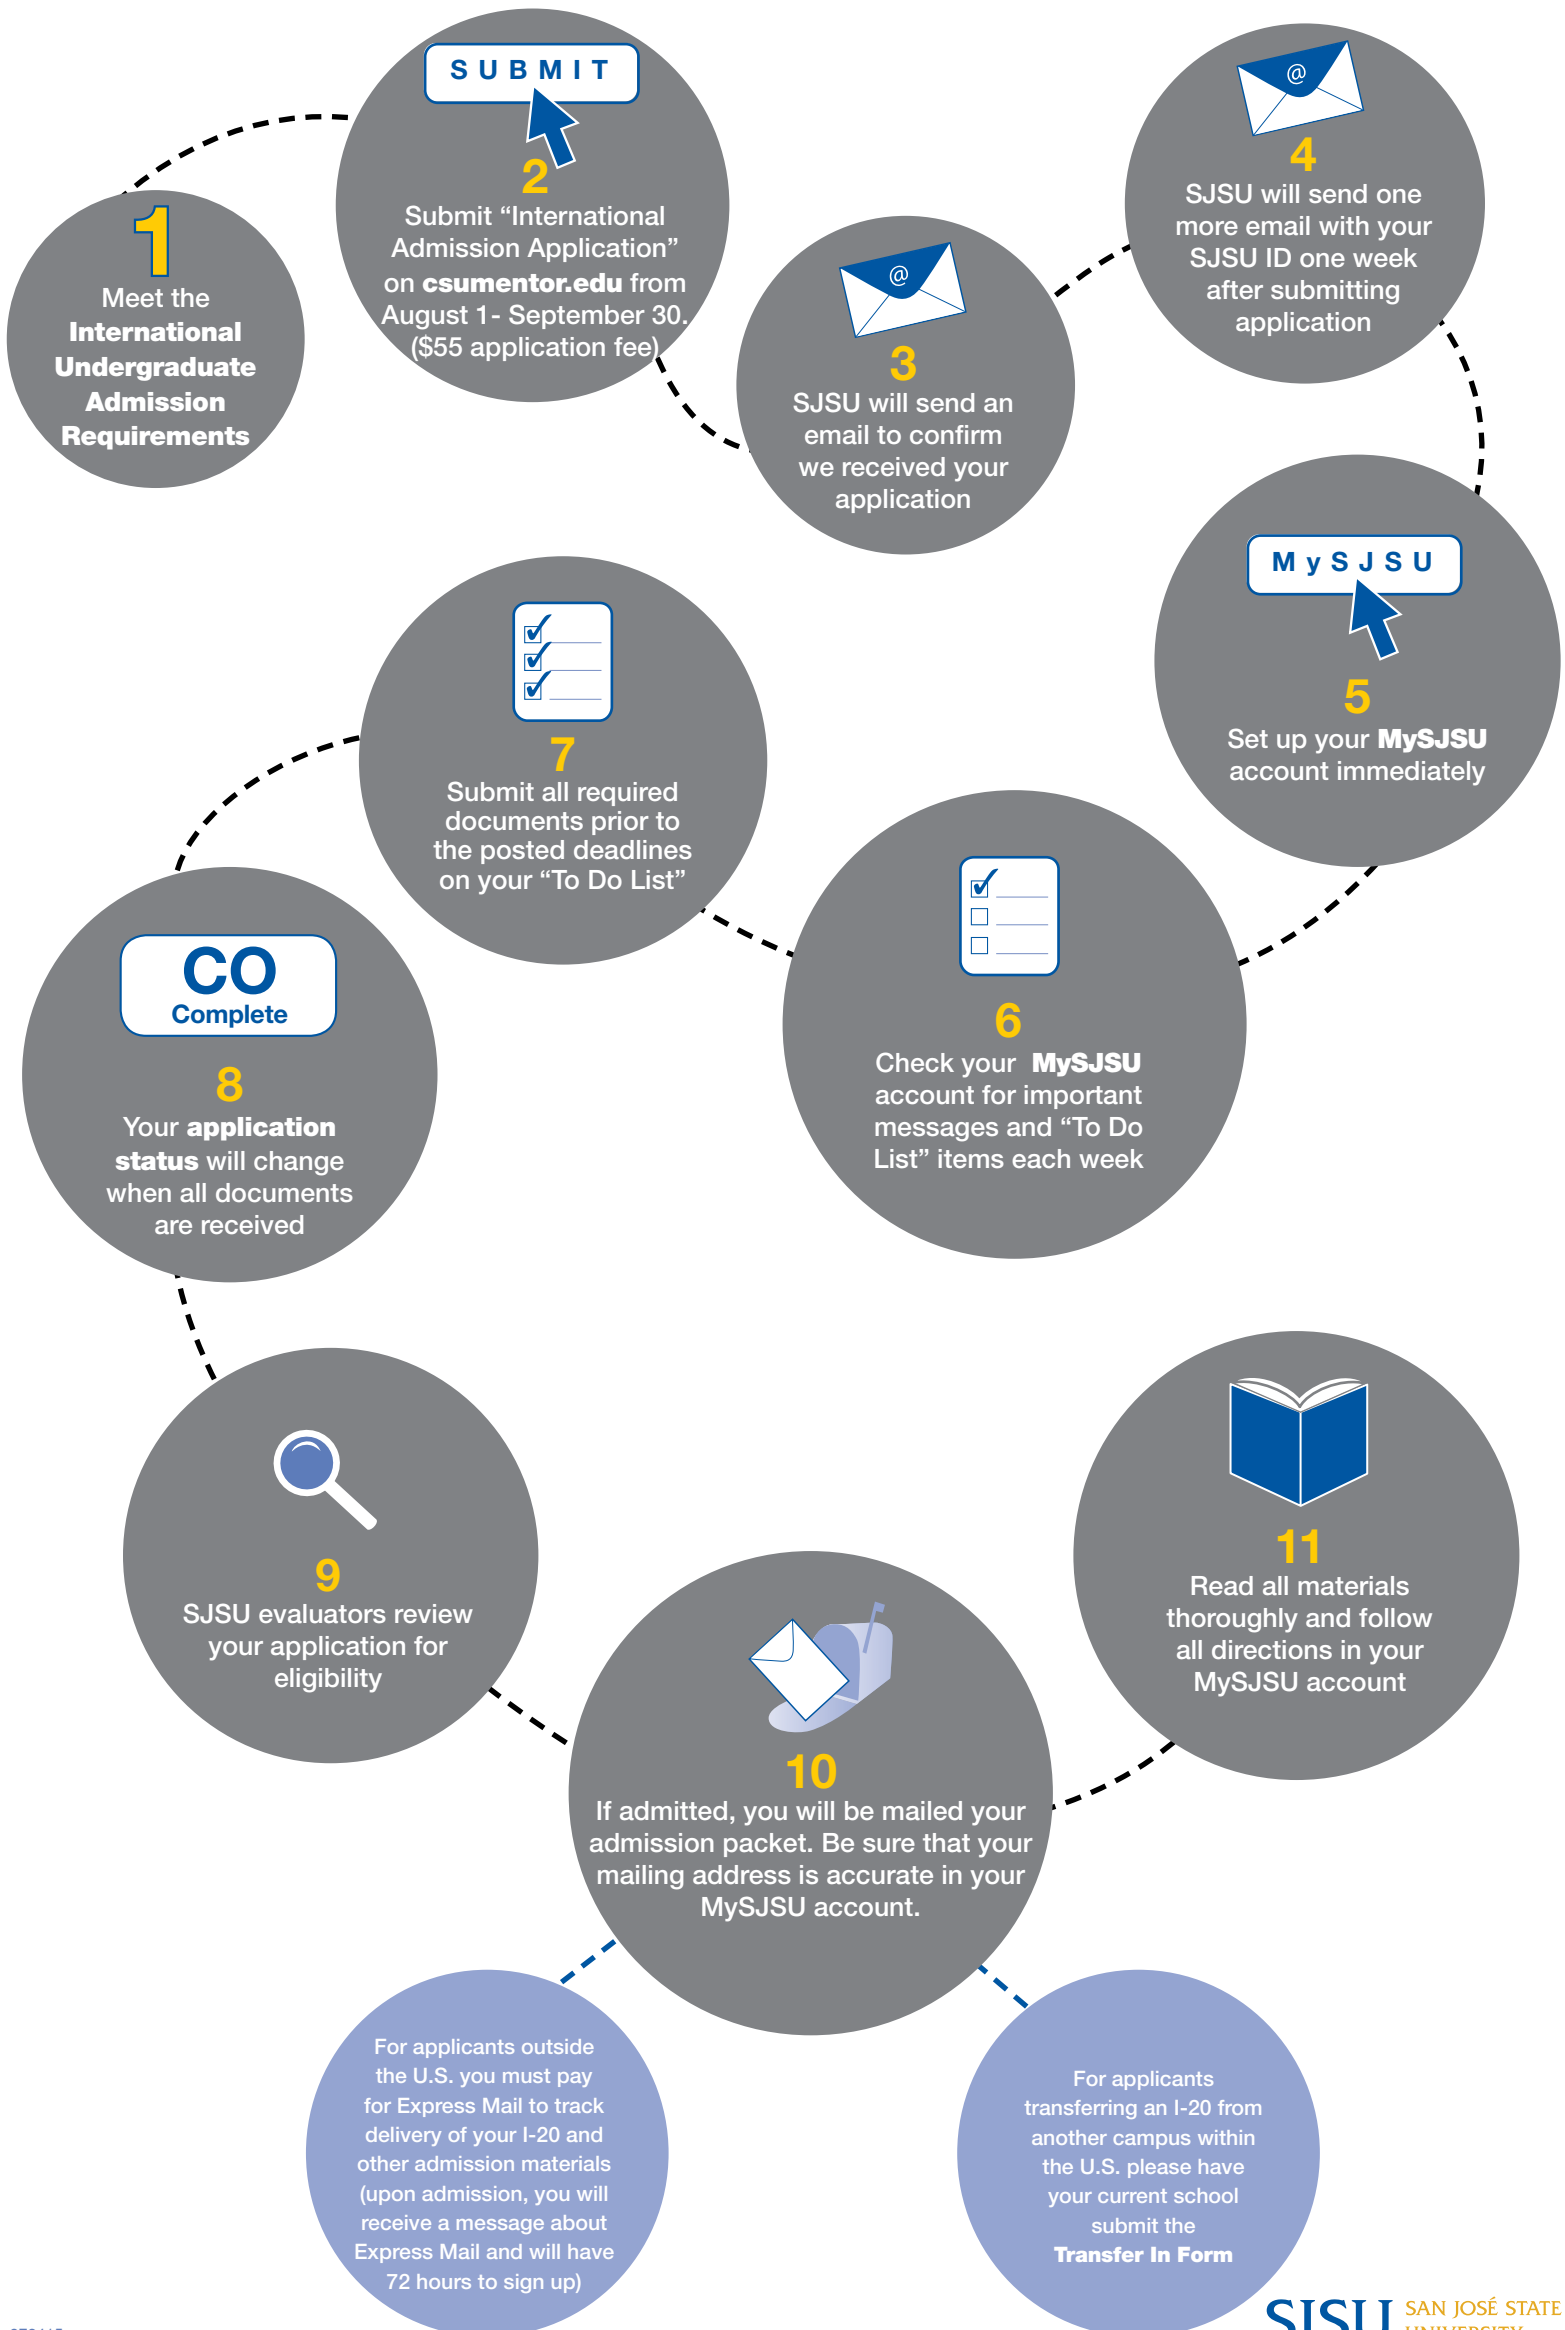 1
Meet the
International
Undergraduate
Admission
Requirements
SUBMIT
2
Submit “International
Admission Application”
on csumentor.edu from
August 1- September 30.
($55 application fee)
@
3
SJSU will send an
email to confirm
we received your
application
@
4
SJSU will send one
more email with your
SJSU ID one week
after submitting
application
MySJSU
5
Set up your MySJSU
account immediately
6
Check your MySJSU
account for important
messages and “To Do
List” items each week
7
Submit all required
documents prior to
the posted deadlines
on your “To Do List”
CO
Complete
8
Your application
status will change
when all documents
are received
9
SJSU evaluators review
your application for
eligibility
10
If admitted, you will be mailed your
admission packet. Be sure that your
mailing address is accurate in your
MySJSU account.
11
Read all materials
thoroughly and follow
all directions in your
MySJSU account
For applicants outside
the U.S. you must pay
for Express Mail to track
delivery of your I-20 and
other admission materials
(upon admission, you will
receive a message about
Express Mail and will have
72 hours to sign up)
For applicants
transferring an I-20 from
another campus within
the U.S. please have
your current school
submit the
Transfer In Form
SJSU SAN JOSÉ STATE
UNIVERSITY